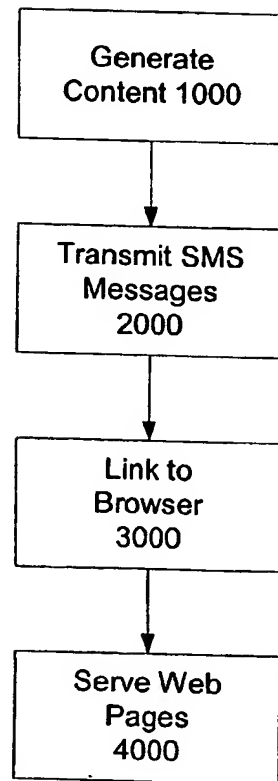 Generate
Content 1000
Transmit SMS
Messages
2000
Link to
Browser
3000
Serve Web
Pages
4000